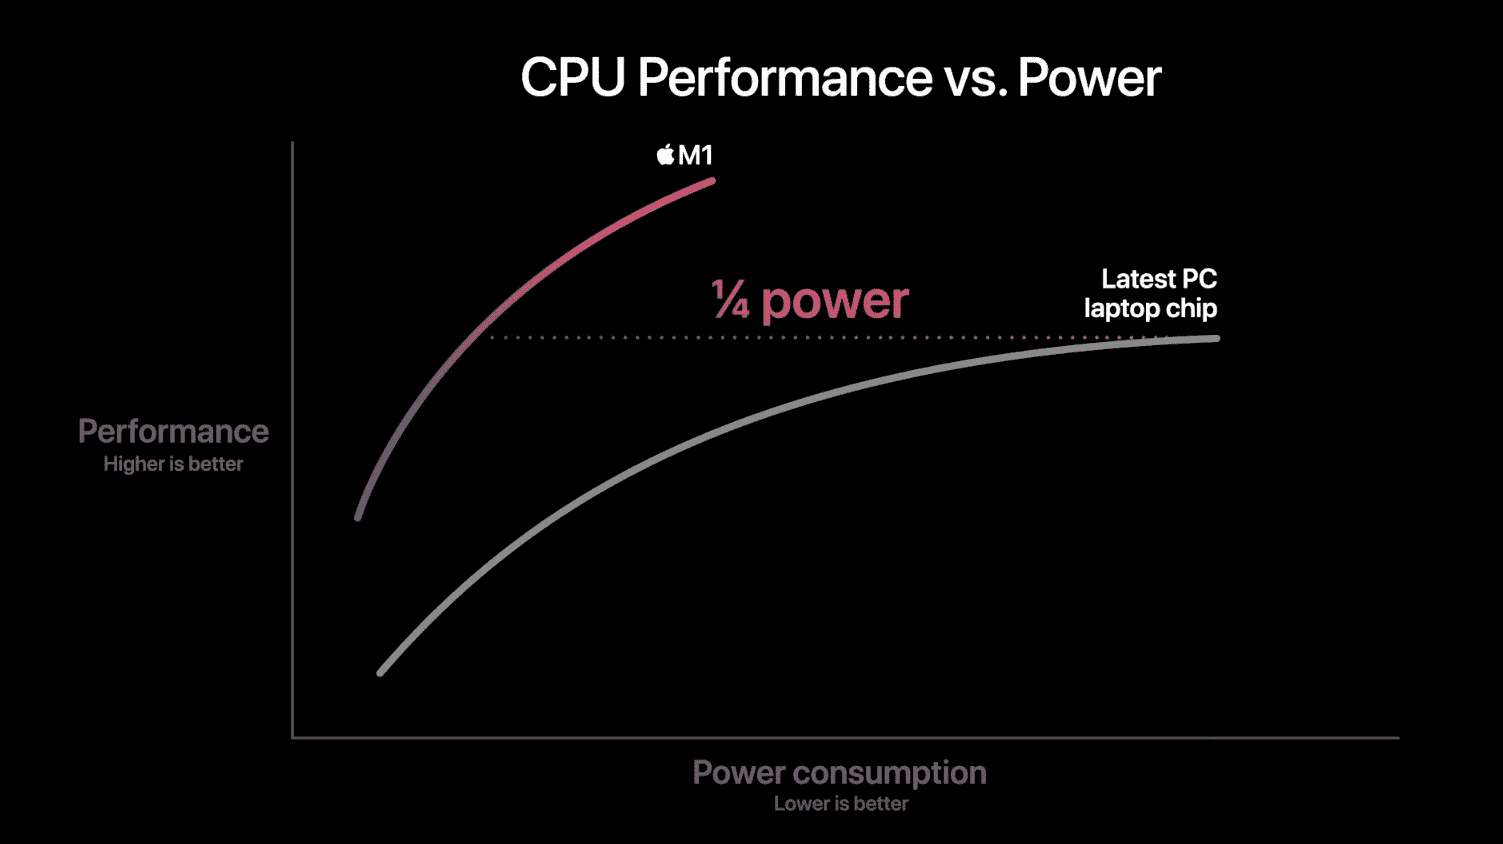 CPU Performance vs. Power
M1
¼ power
Latest PC
laptop chip
Performance
Higher is better
Power consumption
Lower is better